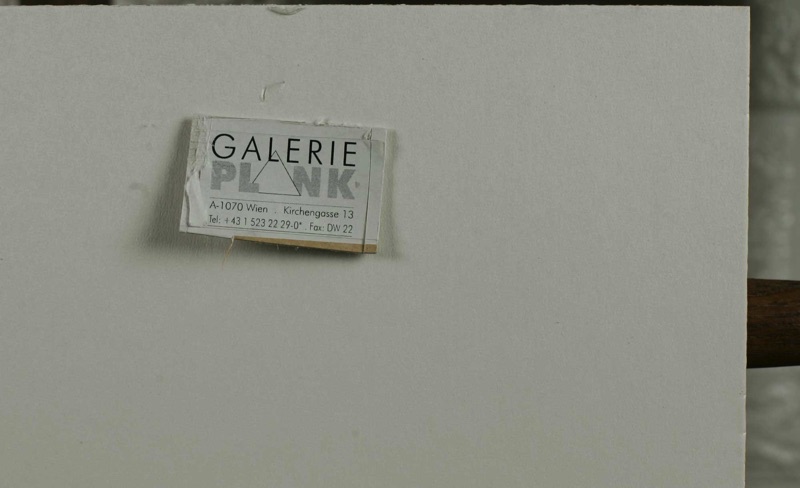 GALERIE
PLANK
A-1070 Wien . Kirchengasse 13
Tel: +43 1 523 22 29-0* Fax: DW 22